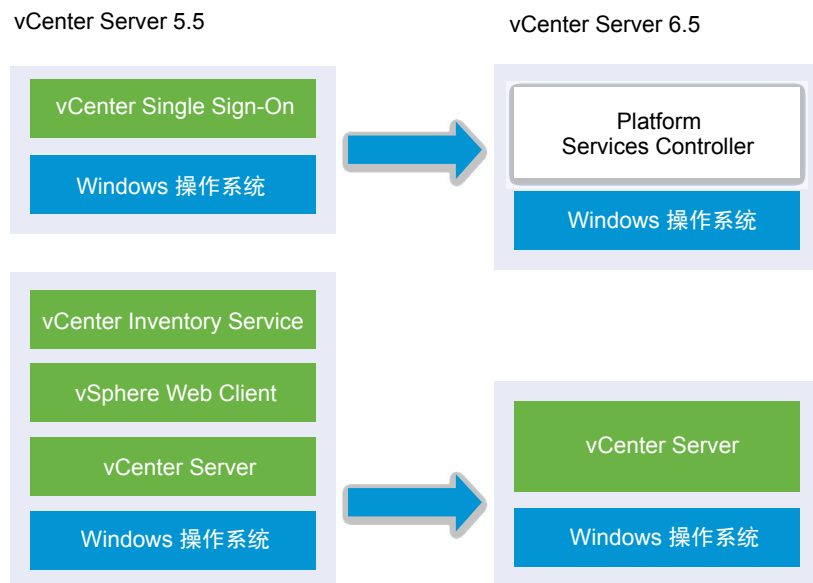 vCenter Server 5.5
vCenter Server 6.5
vCenter Single Sign-On
Windows 操作系统
Platform
Services Controller
Windows 操作系统
vCenter Inventory Service
vSphere Web Client
vCenter Server
Windows 操作系统
vCenter Server
Windows 操作系统